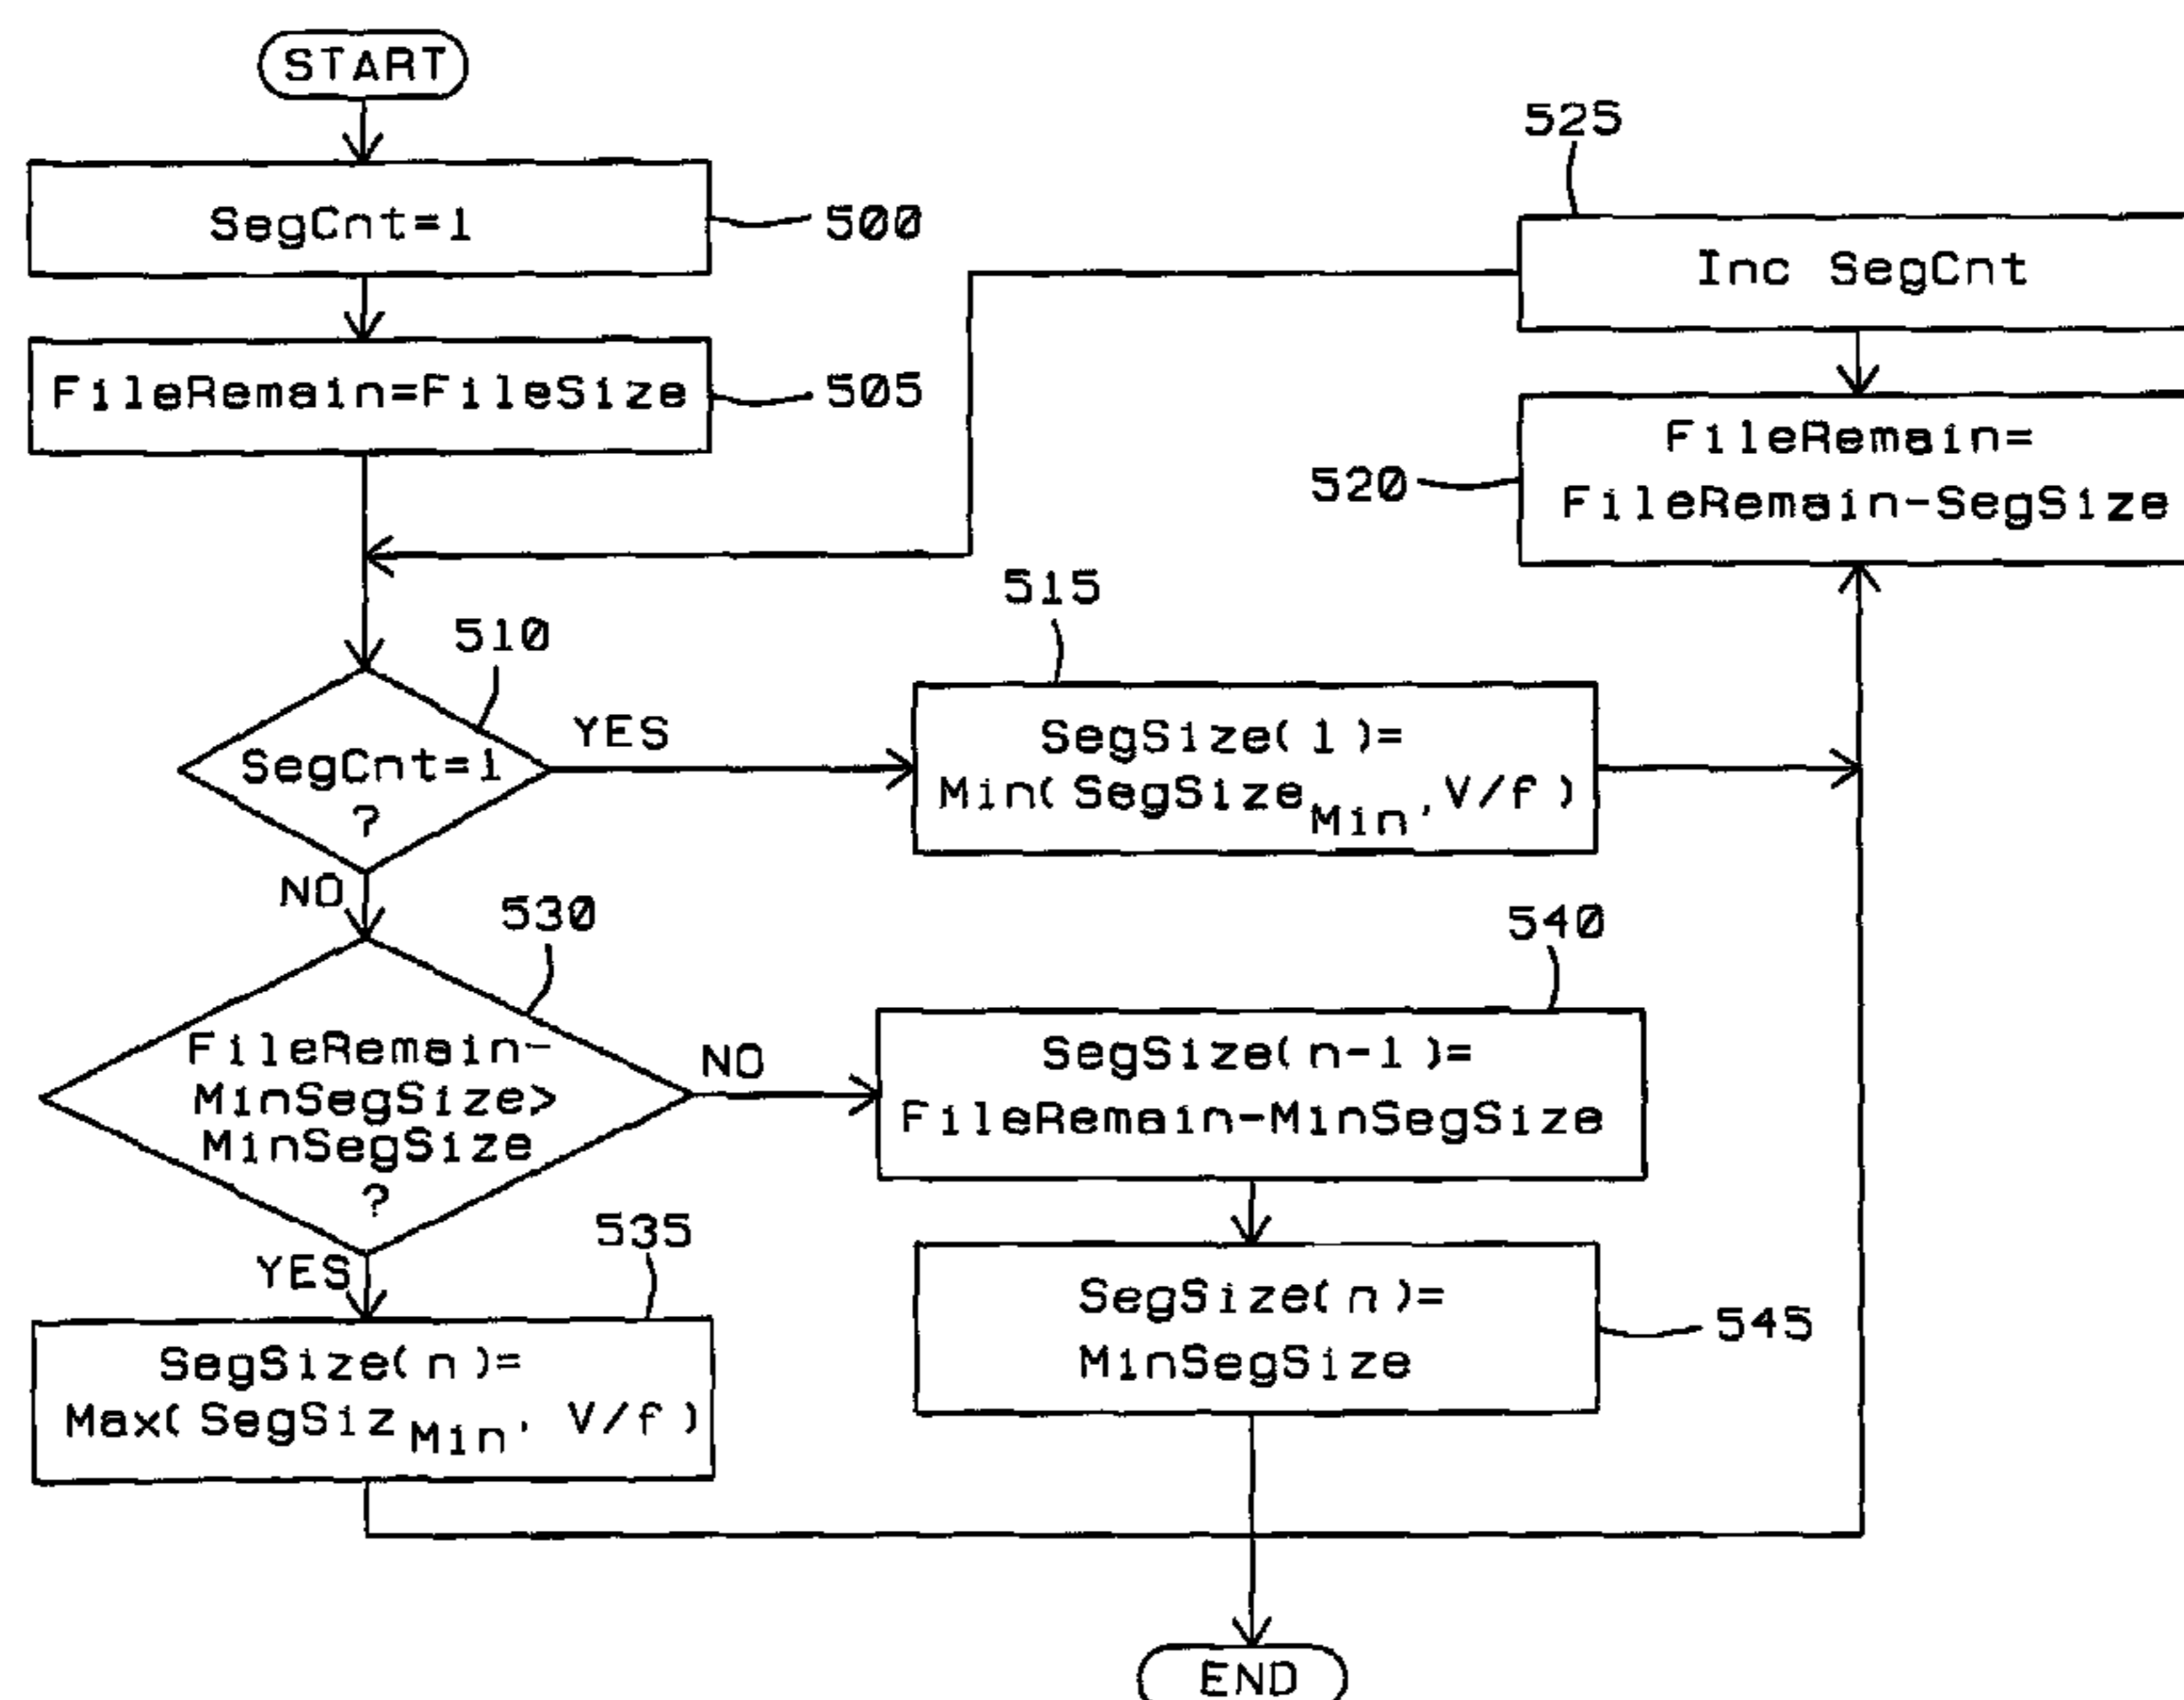 START
SegCnt=1
500
FileRemain=FileSize
505
525
Inc SegCnt
FileRemain=
FileRemain-SegSize
520
510
SegCnt=1
?
YES
NO
515
SegSize(1)=
Min(SegSizeMin, V/f)
530
FileRemain-
MinSegSize>
MinSegSize
?
NO
YES
540
SegSize(n-1)=
FileRemain-MinSegSize
535
SegSize(n)=
Max(SegSizMin, V/f)
SegSize(n)=
MinSegSize
545
END